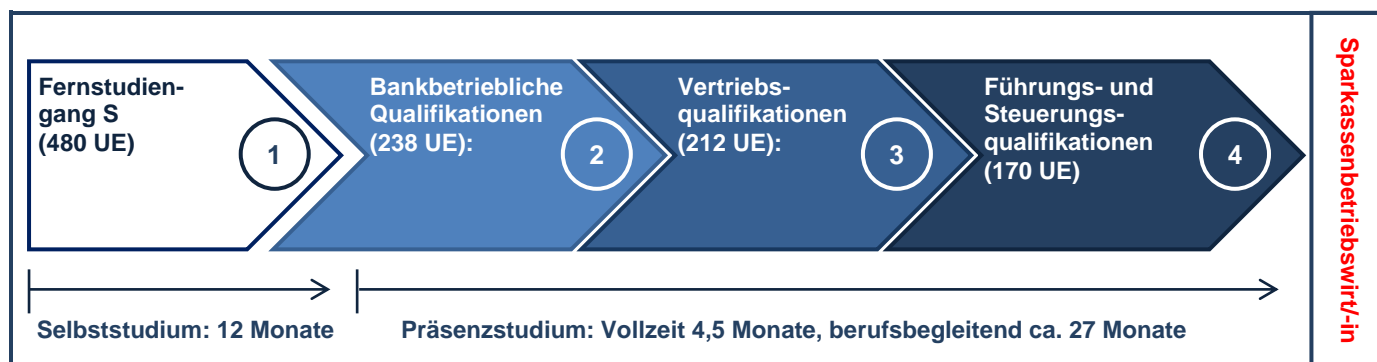 Fernstudien-
gang S
(480 UE)
1
Bankbetriebliche
Qualifikationen
(238 UE):
2
Vertriebs-
qualifikationen
(212 UE):
3
Führungs- und
Steuerungs-
qualifikationen
(170 UE)
4
Sparkassenbetriebswirt/-in
Selbststudium: 12 Monate
Präsenzstudium: Vollzeit 4,5 Monate, berufsbegleitend ca. 27 Monate